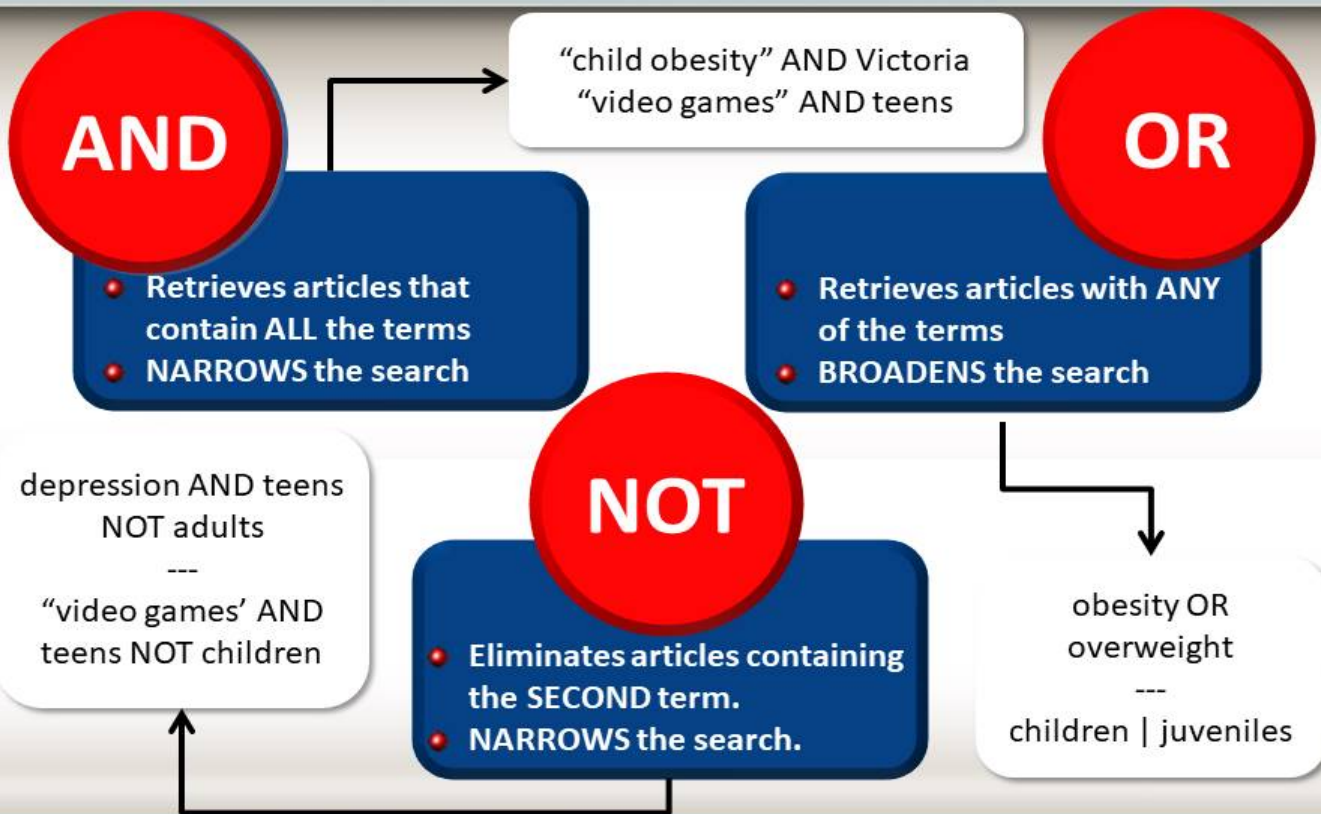 AND
“child obesity” AND Victoria
“video games” AND teens
OR
Retrieves articles that
contain ALL the terms
NARROWS the search
Retrieves articles with ANY
of the terms
BROADENS the search
NOT
depression AND teens
NOT adults
---
“video games’ AND
teens NOT children
Eliminates articles containing
the SECOND term.
NARROWS the search.
obesity OR
overweight
---
children | juveniles